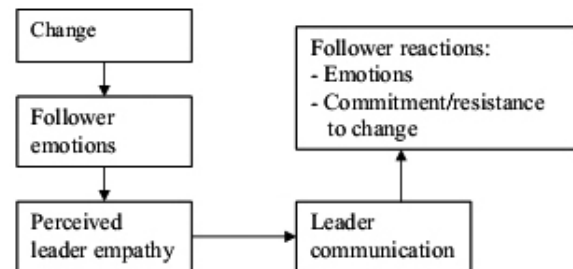 Change
Follower
emotions
Perceived
leader empathy
Leader
communication
Follower reactions:
- Emotions
- Commitment/resistance
to change